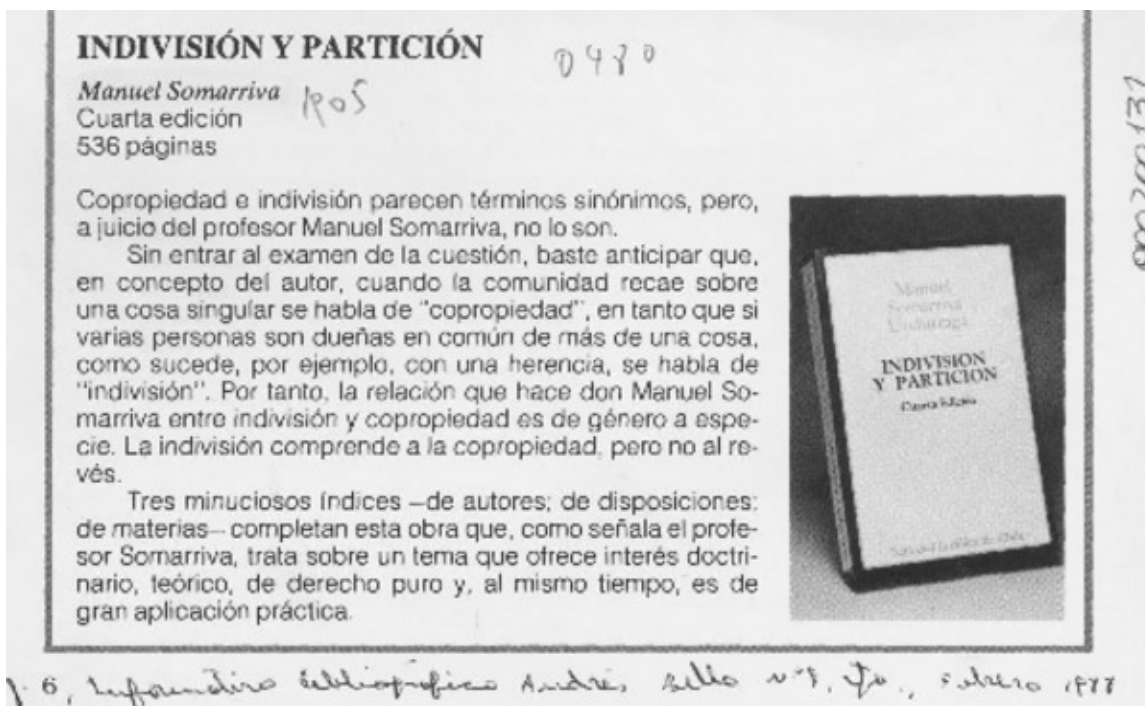 INDIVISIÓN Y PARTICIÓN
0480
Manuel Somarriva
1905
Cuarta edición
536 páginas
Copropiedad e indivisión parecen términos sinónimos, pero,
a juicio del profesor Manuel Somarriva, no lo son.
Sin entrar al examen de la cuestión, baste anticipar que,
en concepto del autor, cuando la comunidad recae sobre
una cosa singular se habla de "copropiedad", en tanto que si
varias personas son dueñas en común de más de una cosa,
como sucede, por ejemplo, con una herencia, se habla de
"indivisión". Por tanto, la relación que hace don Manuel So-
marriva entre indivisión y copropiedad es de género a espe-
cie. La indivisión comprende a la copropiedad, pero no al re-
vés.
Tres minuciosos índices —de autores; de disposiciones;
de materias— completan esta obra que, como señala el profe-
sor Somarriva, trata sobre un tema que ofrece interés doctri-
nario, teórico, de derecho puro y, al mismo tiempo, es de
gran aplicación práctica.
Manuel
Somarriva
Undurraga
INDIVISION
Y PARTICION
Cuarta Edición
6, Informativo bibliográfico Andrés Bello Febrero 1988